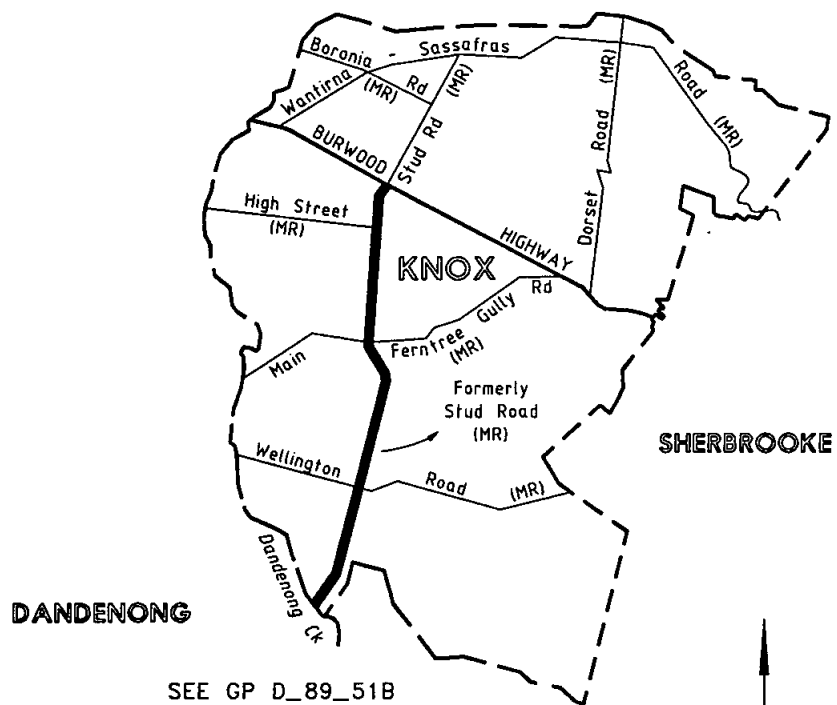 Boronia - Sassafras
Road
(MR)
Wantirna
(MR)
Rd
(MR)
Stud Rd
(MR)
Dorset Road
BURWOOD
HIGHWAY
High Street
(MR)
KNOX
Main
Ferntree Gully Rd
(MR)
Formerly
Stud Road
(MR)
SHERBROOKE
Wellington Road (MR)
Dandenong Ck
DANDENONG
SEE GP D_89_51B